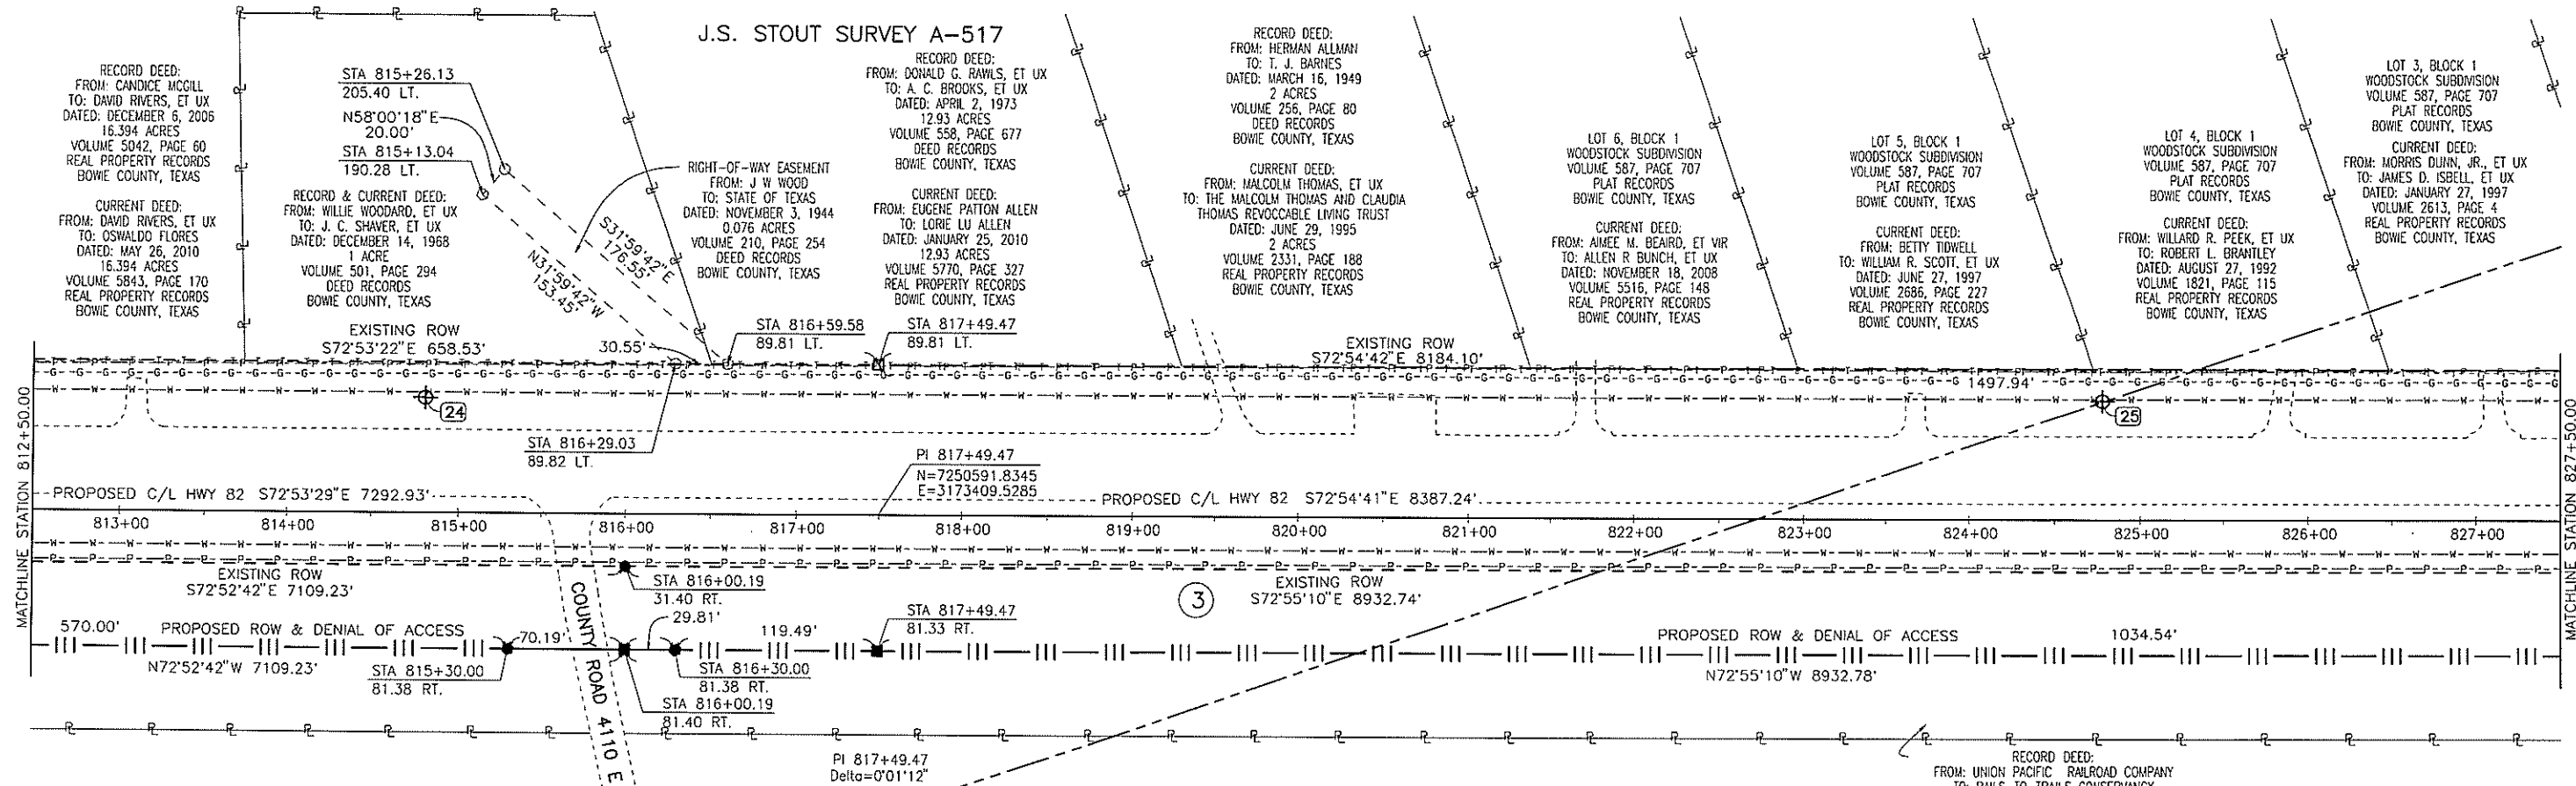 J.S. STOUT SURVEY A-517
RECORD DEED:
FROM: CANDICE MCGILL
TO: DAVID RIVERS, ET UX
DATED: DECEMBER 6, 2006
16.394 ACRES
VOLUME 5042, PAGE 60
REAL PROPERTY RECORDS
BOWIE COUNTY, TEXAS
CURRENT DEED:
FROM: DAVID RIVERS, ET UX
TO: OSWALDO FLORES
DATED: MAY 26, 2010
16.394 ACRES
VOLUME 5843, PAGE 170
REAL PROPERTY RECORDS
BOWIE COUNTY, TEXAS
STA 815+26.13
205.40 LT.
N58°00'18"E
20.00'
STA 815+13.04
190.28 LT.
RECORD & CURRENT DEED:
FROM: WILLIE WOODARD, ET UX
TO: J. C. SHAVER, ET UX
DATED: DECEMBER 14, 1968
1 ACRE
VOLUME 501, PAGE 294
DEED RECORDS
BOWIE COUNTY, TEXAS
EXISTING ROW
S72°53'22"E 658.53'
S31°59'42"E
176.55'
N31°59'42"W
153.45'
30.55'
RIGHT-OF-WAY EASEMENT
FROM: J W WOOD
TO: STATE OF TEXAS
DATED: NOVEMBER 3, 1944
0.076 ACRES
VOLUME 210, PAGE 254
DEED RECORDS
BOWIE COUNTY, TEXAS
STA 816+59.58
89.81 LT.
RECORD DEED:
FROM: DONALD G. RAWLS, ET UX
TO: A. C. BROOKS, ET UX
DATED: APRIL 2, 1973
12.93 ACRES
VOLUME 558, PAGE 677
DEED RECORDS
BOWIE COUNTY, TEXAS
CURRENT DEED:
FROM: EUGENE PATTON ALLEN
TO: LORIE LU ALLEN
DATED: JANUARY 25, 2010
12.93 ACRES
VOLUME 5770, PAGE 327
REAL PROPERTY RECORDS
BOWIE COUNTY, TEXAS
STA 817+49.47
89.81 LT.
RECORD DEED:
FROM: HERMAN ALLMAN
TO: T. J. BARNES
DATED: MARCH 16, 1949
2 ACRES
VOLUME 256, PAGE 80
DEED RECORDS
BOWIE COUNTY, TEXAS
CURRENT DEED:
FROM: MALCOLM THOMAS, ET UX
TO: THE MALCOLM THOMAS AND CLAUDIA
THOMAS REVOCCABLE LIVING TRUST
DATED: JUNE 29, 1995
2 ACRES
VOLUME 2331, PAGE 188
REAL PROPERTY RECORDS
BOWIE COUNTY, TEXAS
EXISTING ROW
S72°54'42"E 8184.10'
LOT 6, BLOCK 1
WOODSTOCK SUBDIVISION
VOLUME 587, PAGE 707
PLAT RECORDS
BOWIE COUNTY, TEXAS
CURRENT DEED:
FROM: AIMEE M. BEAIRD, ET VIR
TO: ALLEN R BUNCH, ET UX
DATED: NOVEMBER 18, 2008
VOLUME 5516, PAGE 148
REAL PROPERTY RECORDS
BOWIE COUNTY, TEXAS
LOT 5, BLOCK 1
WOODSTOCK SUBDIVISION
VOLUME 587, PAGE 707
PLAT RECORDS
BOWIE COUNTY, TEXAS
CURRENT DEED:
FROM: BETTY TIDWELL
TO: WILLIAM R. SCOTT, ET UX
DATED: JUNE 27, 1997
VOLUME 2686, PAGE 227
REAL PROPERTY RECORDS
BOWIE COUNTY, TEXAS
LOT 4, BLOCK 1
WOODSTOCK SUBDIVISION
VOLUME 587, PAGE 707
PLAT RECORDS
BOWIE COUNTY, TEXAS
CURRENT DEED:
FROM: WILLARD R. PEEK, ET UX
TO: ROBERT L. BRANTLEY
DATED: AUGUST 27, 1992
VOLUME 1821, PAGE 115
REAL PROPERTY RECORDS
BOWIE COUNTY, TEXAS
LOT 3, BLOCK 1
WOODSTOCK SUBDIVISION
VOLUME 587, PAGE 707
PLAT RECORDS
BOWIE COUNTY, TEXAS
CURRENT DEED:
FROM: MORRIS DUNN, JR., ET UX
TO: JAMES D. ISBELL, ET UX
DATED: JANUARY 27, 1997
VOLUME 2613, PAGE 4
REAL PROPERTY RECORDS
BOWIE COUNTY, TEXAS
1497.94'
24
25
STA 816+29.03
89.82 LT.
PI 817+49.47
N=7250591.8345
E=3173409.5285
MATCHLINE STATION 812+50.00
MATCHLINE STATION 827+50.00
PROPOSED C/L HWY 82 S72°53'29"E 7292.93'
PROPOSED C/L HWY 82 S72°54'41"E 8387.24'
813+00 814+00 815+00 816+00 817+00 818+00 819+00 820+00 821+00 822+00 823+00 824+00 825+00 826+00 827+00
EXISTING ROW
S72°52'42"E 7109.23'
STA 816+00.19
31.40 RT.
29.81'
COUNTY ROAD 4110 E
3
EXISTING ROW
S72°55'10"E 8932.74'
STA 817+49.47
81.33 RT.
570.00'
PROPOSED ROW & DENIAL OF ACCESS
70.19'
119.49'
PROPOSED ROW & DENIAL OF ACCESS
1034.54'
N72°52'42"W 7109.23'
STA 815+30.00
81.38 RT.
STA 816+30.00
81.38 RT.
N72°55'10"W 8932.78'
STA 816+00.19
81.40 RT.
PI 817+49.47
Delta=0°01'12"
RECORD DEED:
FROM: UNION PACIFIC RAILROAD COMPANY
TO: RAILS TO TRAILS CONSERVANCY